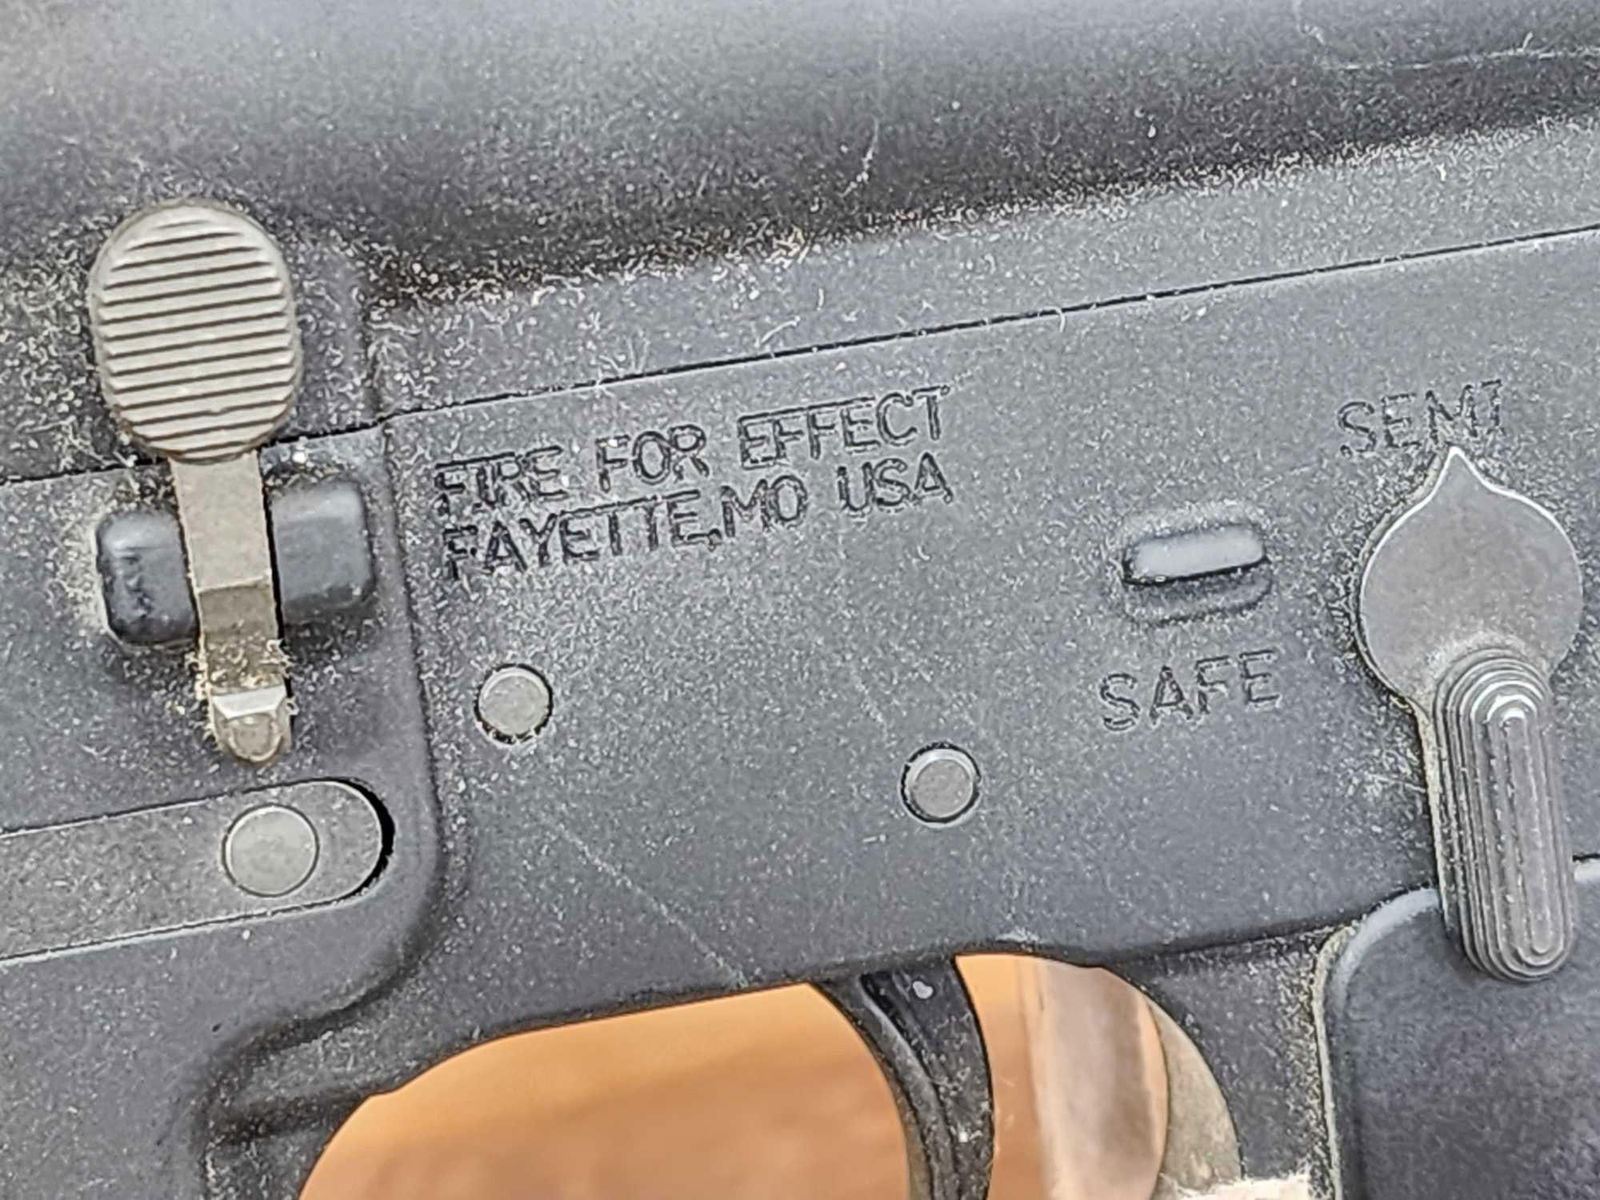 FIRE FOR EFFECT
FAYETTE,MO USA
SEMI
SAFE